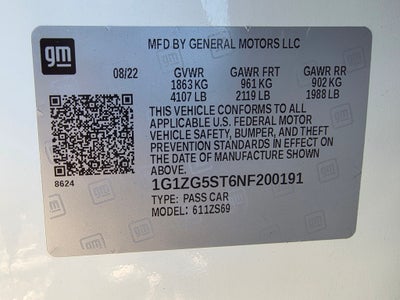 gm
MFD BY GENERAL MOTORS LLC
08/22 GVWR GAWR FRT GAWR RR
1863 KG 961 KG 902 KG
4107 LB 2119 LB 1988 LB
THIS VEHICLE CONFORMS TO ALL
APPLICABLE U.S. FEDERAL MOTOR
VEHICLE SAFETY, BUMPER, AND THEFT
PREVENTION STANDARDS IN EFFECT ON
THE DATE OF MANUFACTURE SHOWN
ABOVE.
8624
1G1ZG5ST6NF200191
TYPE: PASS CAR
MODEL: 611ZS69